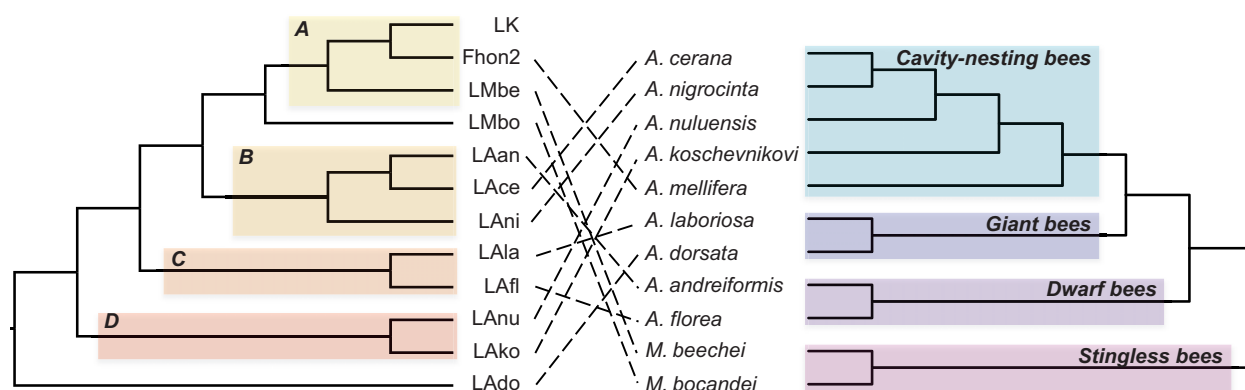 A
B
C
D
LK
Fhon2
LMbe
LMbo
LAan
LAce
LAni
LAla
LAfl
LAnu
LAko
LAdo
A. cerana
A. nigrocinta
A. nuluensis
A. koschevnikovi
A. mellifera
A. laboriosa
A. dorsata
A. andreiformis
A. florea
M. beechei
M. bocandei
Cavity-nesting bees
Giant bees
Dwarf bees
Stingless bees